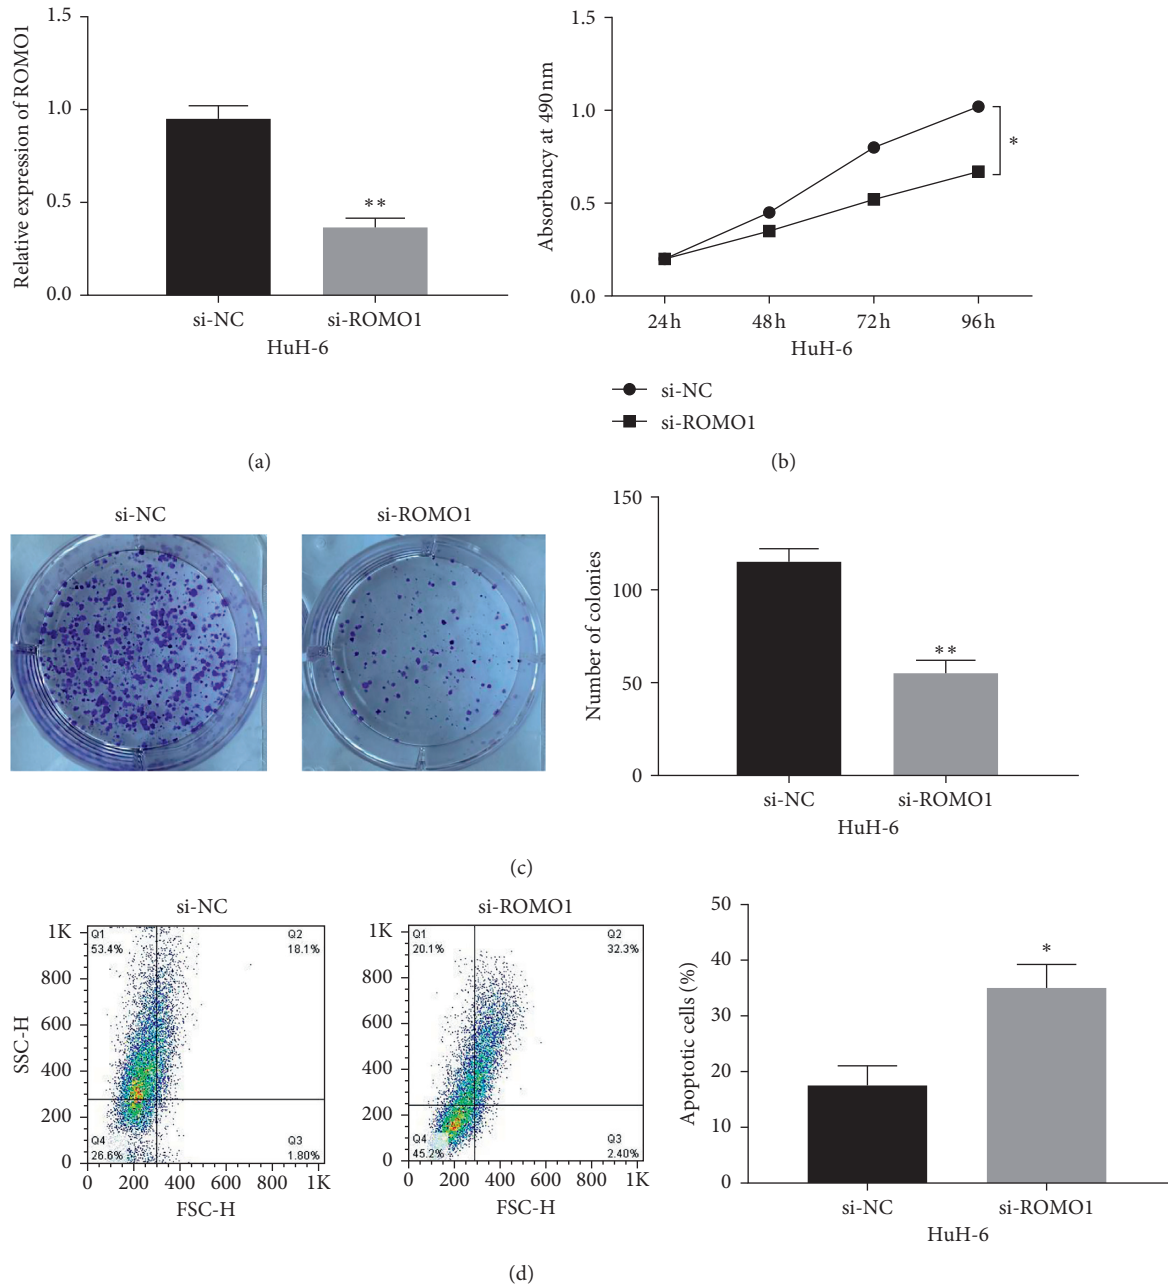 1.5
1.0
0.5
0.0
Relative expression of ROMO1
**
si-NC
si-ROMO1
HuH-6
(a)
1.5
1.0
0.5
0.0
Absorbancy at 490 nm
*
24 h
48 h
72 h
96 h
HuH-6
si-NC
si-ROMO1
(b)
si-NC
si-ROMO1
150
100
50
0
Number of colonies
**
si-NC
si-ROMO1
HuH-6
(c)
si-NC
1K
800
600
400
200
0
SSC-H
Q1
53.4%
Q2
18.1%
Q4
26.6%
Q3
1.80%
0
200
400
600
800
1K
FSC-H
si-ROMO1
1K
800
600
400
200
0
Q1
20.1%
Q2
32.3%
Q4
45.2%
Q3
2.40%
0
200
400
600
800
1K
FSC-H
50
40
30
20
10
0
Apoptotic cells (%)
*
si-NC
si-ROMO1
HuH-6
(d)